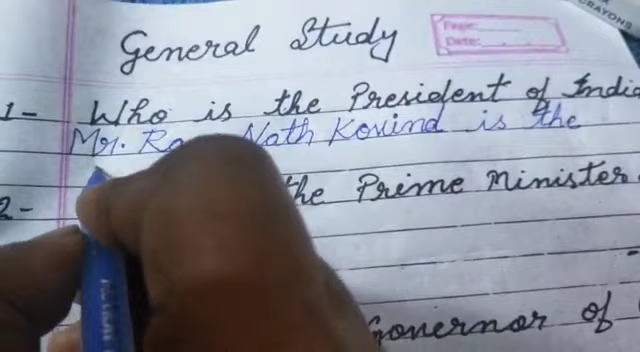 CRAYONS
General Study
Page:
Date:
1- Who is the President of India
Mr. Nath Kovind is the
2- the Prime Minister
Governor of